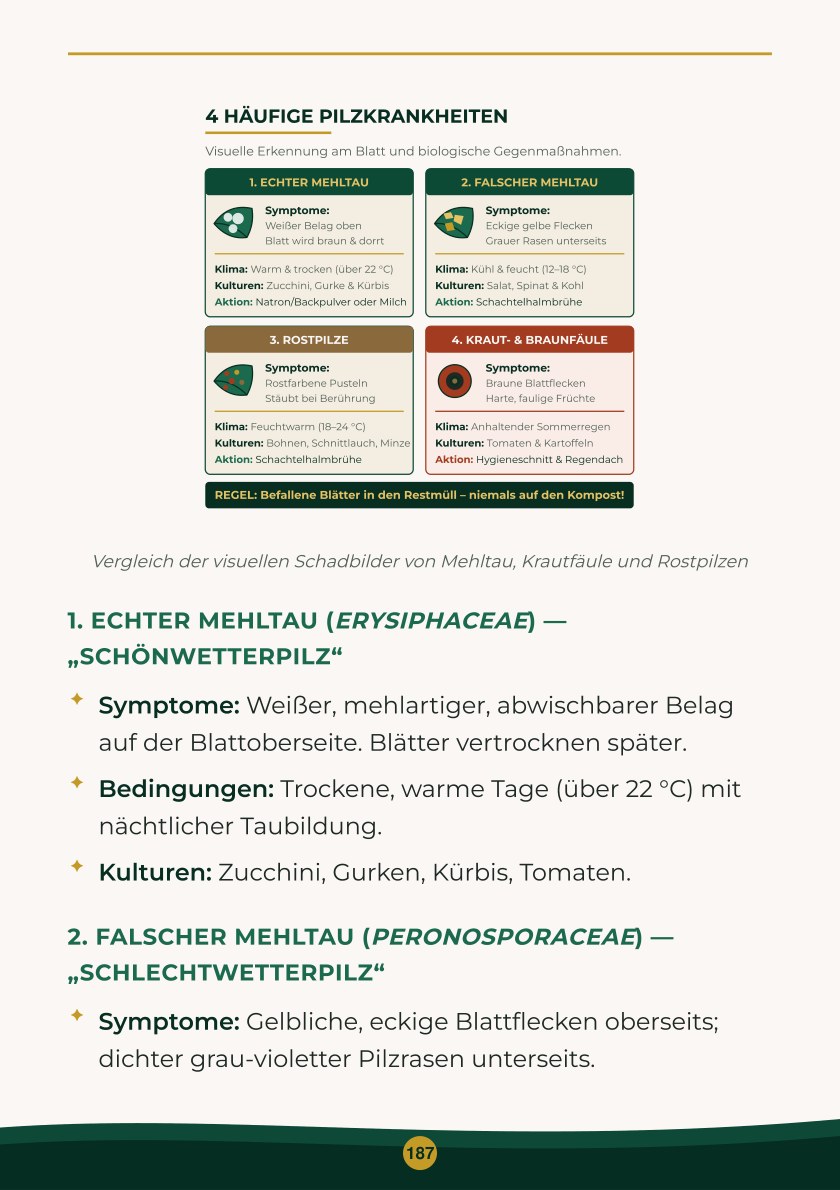 4 HÄUFIGE PILZKRANKHEITEN
Visuelle Erkennung am Blatt und biologische Gegenmaßnahmen.
1. ECHTER MEHLTAU
Symptome:
Weißer Belag oben
Blatt wird braun & dorrt
Klima: Warm & trocken (über 22 °C)
Kulturen: Zucchini, Gurke & Kürbis
Aktion: Natron/Backpulver oder Milch
2. FALSCHER MEHLTAU
Symptome:
Eckige gelbe Flecken
Grauer Rasen unterseits
Klima: Kühl & feucht (12–18 °C)
Kulturen: Salat, Spinat & Kohl
Aktion: Schachtelhalmbrühe
3. ROSTPILZE
Symptome:
Rostfarbene Pusteln
Stäubt bei Berührung
Klima: Feuchtwarm (18–24 °C)
Kulturen: Bohnen, Schnittlauch, Minze
Aktion: Schachtelhalmbrühe
4. KRAUT- & BRAUNFÄULE
Symptome:
Braune Blattflecken
Harte, faulige Früchte
Klima: Anhaltender Sommerregen
Kulturen: Tomaten & Kartoffeln
Aktion: Hygieneschnitt & Regendach
REGEL: Befallene Blätter in den Restmüll – niemals auf den Kompost!
Vergleich der visuellen Schadbilder von Mehltau, Krautfäule und Rostpilzen
1. ECHTER MEHLTAU (ERYSIPHACEAE) —
„SCHÖNWETTERPILZ“
Symptome: Weißer, mehlartiger, abwischbarer Belag
auf der Blattoberseite. Blätter vertrocknen später.
Bedingungen: Trockene, warme Tage (über 22 °C) mit
nächtlicher Taubildung.
Kulturen: Zucchini, Gurken, Kürbis, Tomaten.
2. FALSCHER MEHLTAU (PERONOSPORACEAE) —
„SCHLECHTWETTERPILZ“
Symptome: Gelbliche, eckige Blattflecken oberseits;
dichter grau-violetter Pilzrasen unterseits.
187